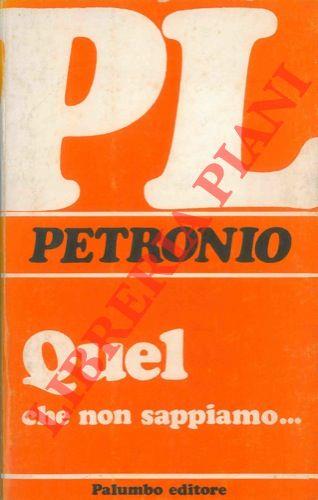 PL
PETRONIO
Quel
che non sappiamo...
Palumbo editore
LIBRERIA PIANI